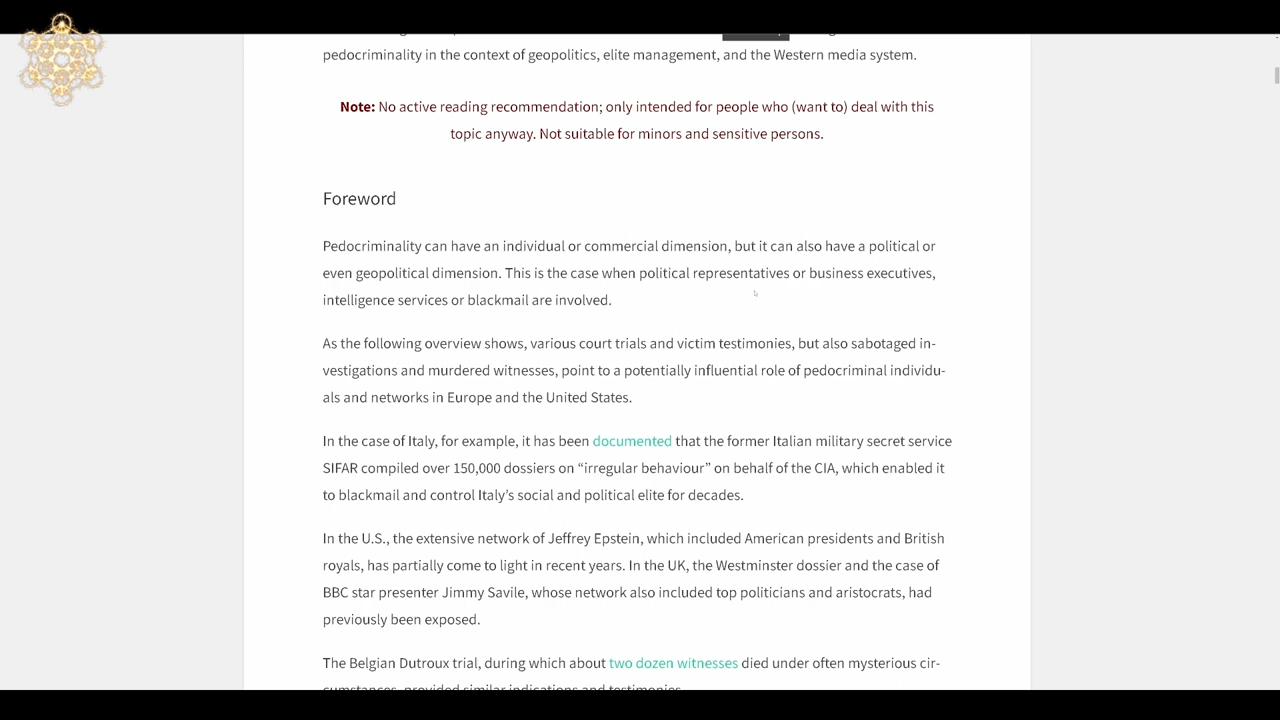 pedocriminality in the context of geopolitics, elite management, and the Western media system.
Note: No active reading recommendation; only intended for people who (want to) deal with this
topic anyway. Not suitable for minors and sensitive persons.
Foreword
Pedocriminality can have an individual or commercial dimension, but it can also have a political or
even geopolitical dimension. This is the case when political representatives or business executives,
intelligence services or blackmail are involved.
As the following overview shows, various court trials and victim testimonies, but also sabotaged in-
vestigations and murdered witnesses, point to a potentially influential role of pedocriminal individu-
als and networks in Europe and the United States.
In the case of Italy, for example, it has been documented that the former Italian military secret service
SIFAR compiled over 150,000 dossiers on “irregular behaviour” on behalf of the CIA, which enabled it
to blackmail and control Italy’s social and political elite for decades.
In the U.S., the extensive network of Jeffrey Epstein, which included American presidents and British
royals, has partially come to light in recent years. In the UK, the Westminster dossier and the case of
BBC star presenter Jimmy Savile, whose network also included top politicians and aristocrats, had
previously been exposed.
The Belgian Dutroux trial, during which about two dozen witnesses died under often mysterious cir-
cumstances, provided similar indications and testimonies.